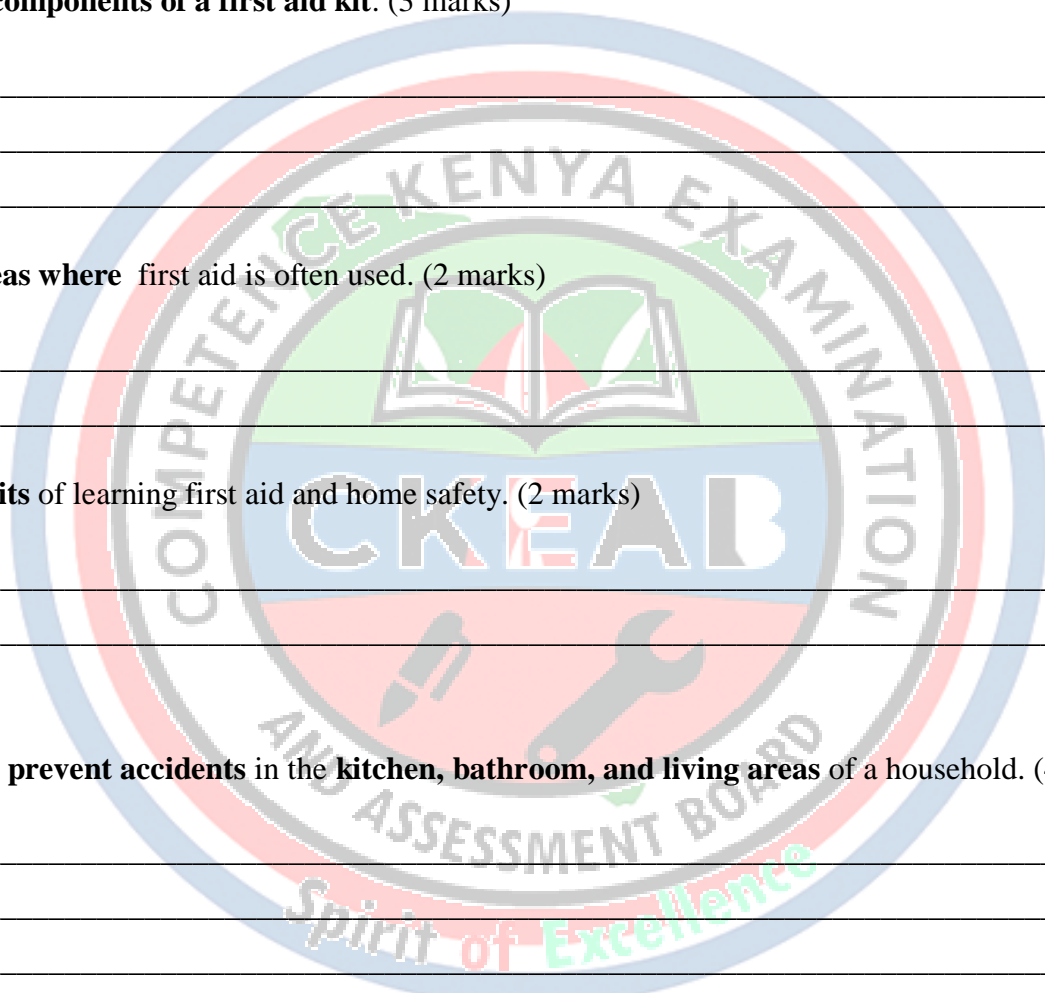 components of a first aid kit. (3 marks)
eas where first aid is often used. (2 marks)
its of learning first aid and home safety. (2 marks)
prevent accidents in the kitchen, bathroom, and living areas of a household. (
COMPETENCE KENYA EXAMINATION
CKEAB
AND ASSESSMENT BOARD
Spirit of Excellence